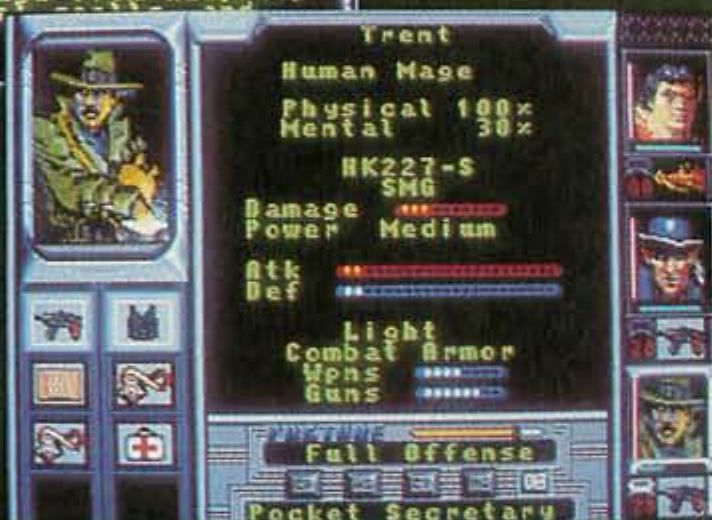 Trent
Human Mage
Physical 100%
Mental 30%
HK227-S
SMG
Damage
Power Medium
Atk
Def
Light
Combat Armor
Wpns
Guns
Full Offense
Pocket Secretary